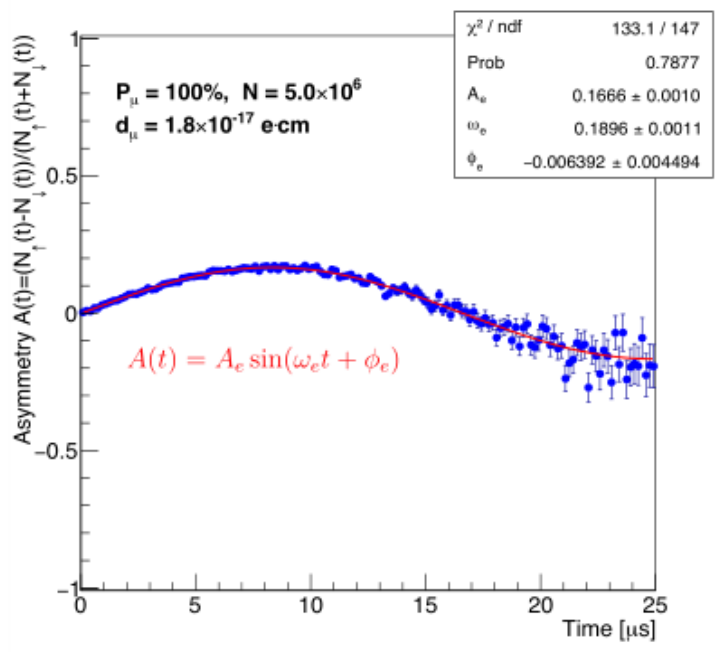 χ² / ndf 133.1 / 147
Prob 0.7877
Aₑ 0.1666 ± 0.0010
ωₑ 0.1896 ± 0.0011
ϕₑ −0.006392 ± 0.004494
P_μ = 100%, N = 5.0×10⁶
d_μ = 1.8×10⁻¹⁷ e·cm
Asymmetry A(t)=(N↑(t)-N↓(t))/(N↑(t)+N↓(t))
1
0.5
0
−0.5
−1
A(t) = Aₑ sin(ωₑt + ϕₑ)
0 5 10 15 20 25
Time [μs]